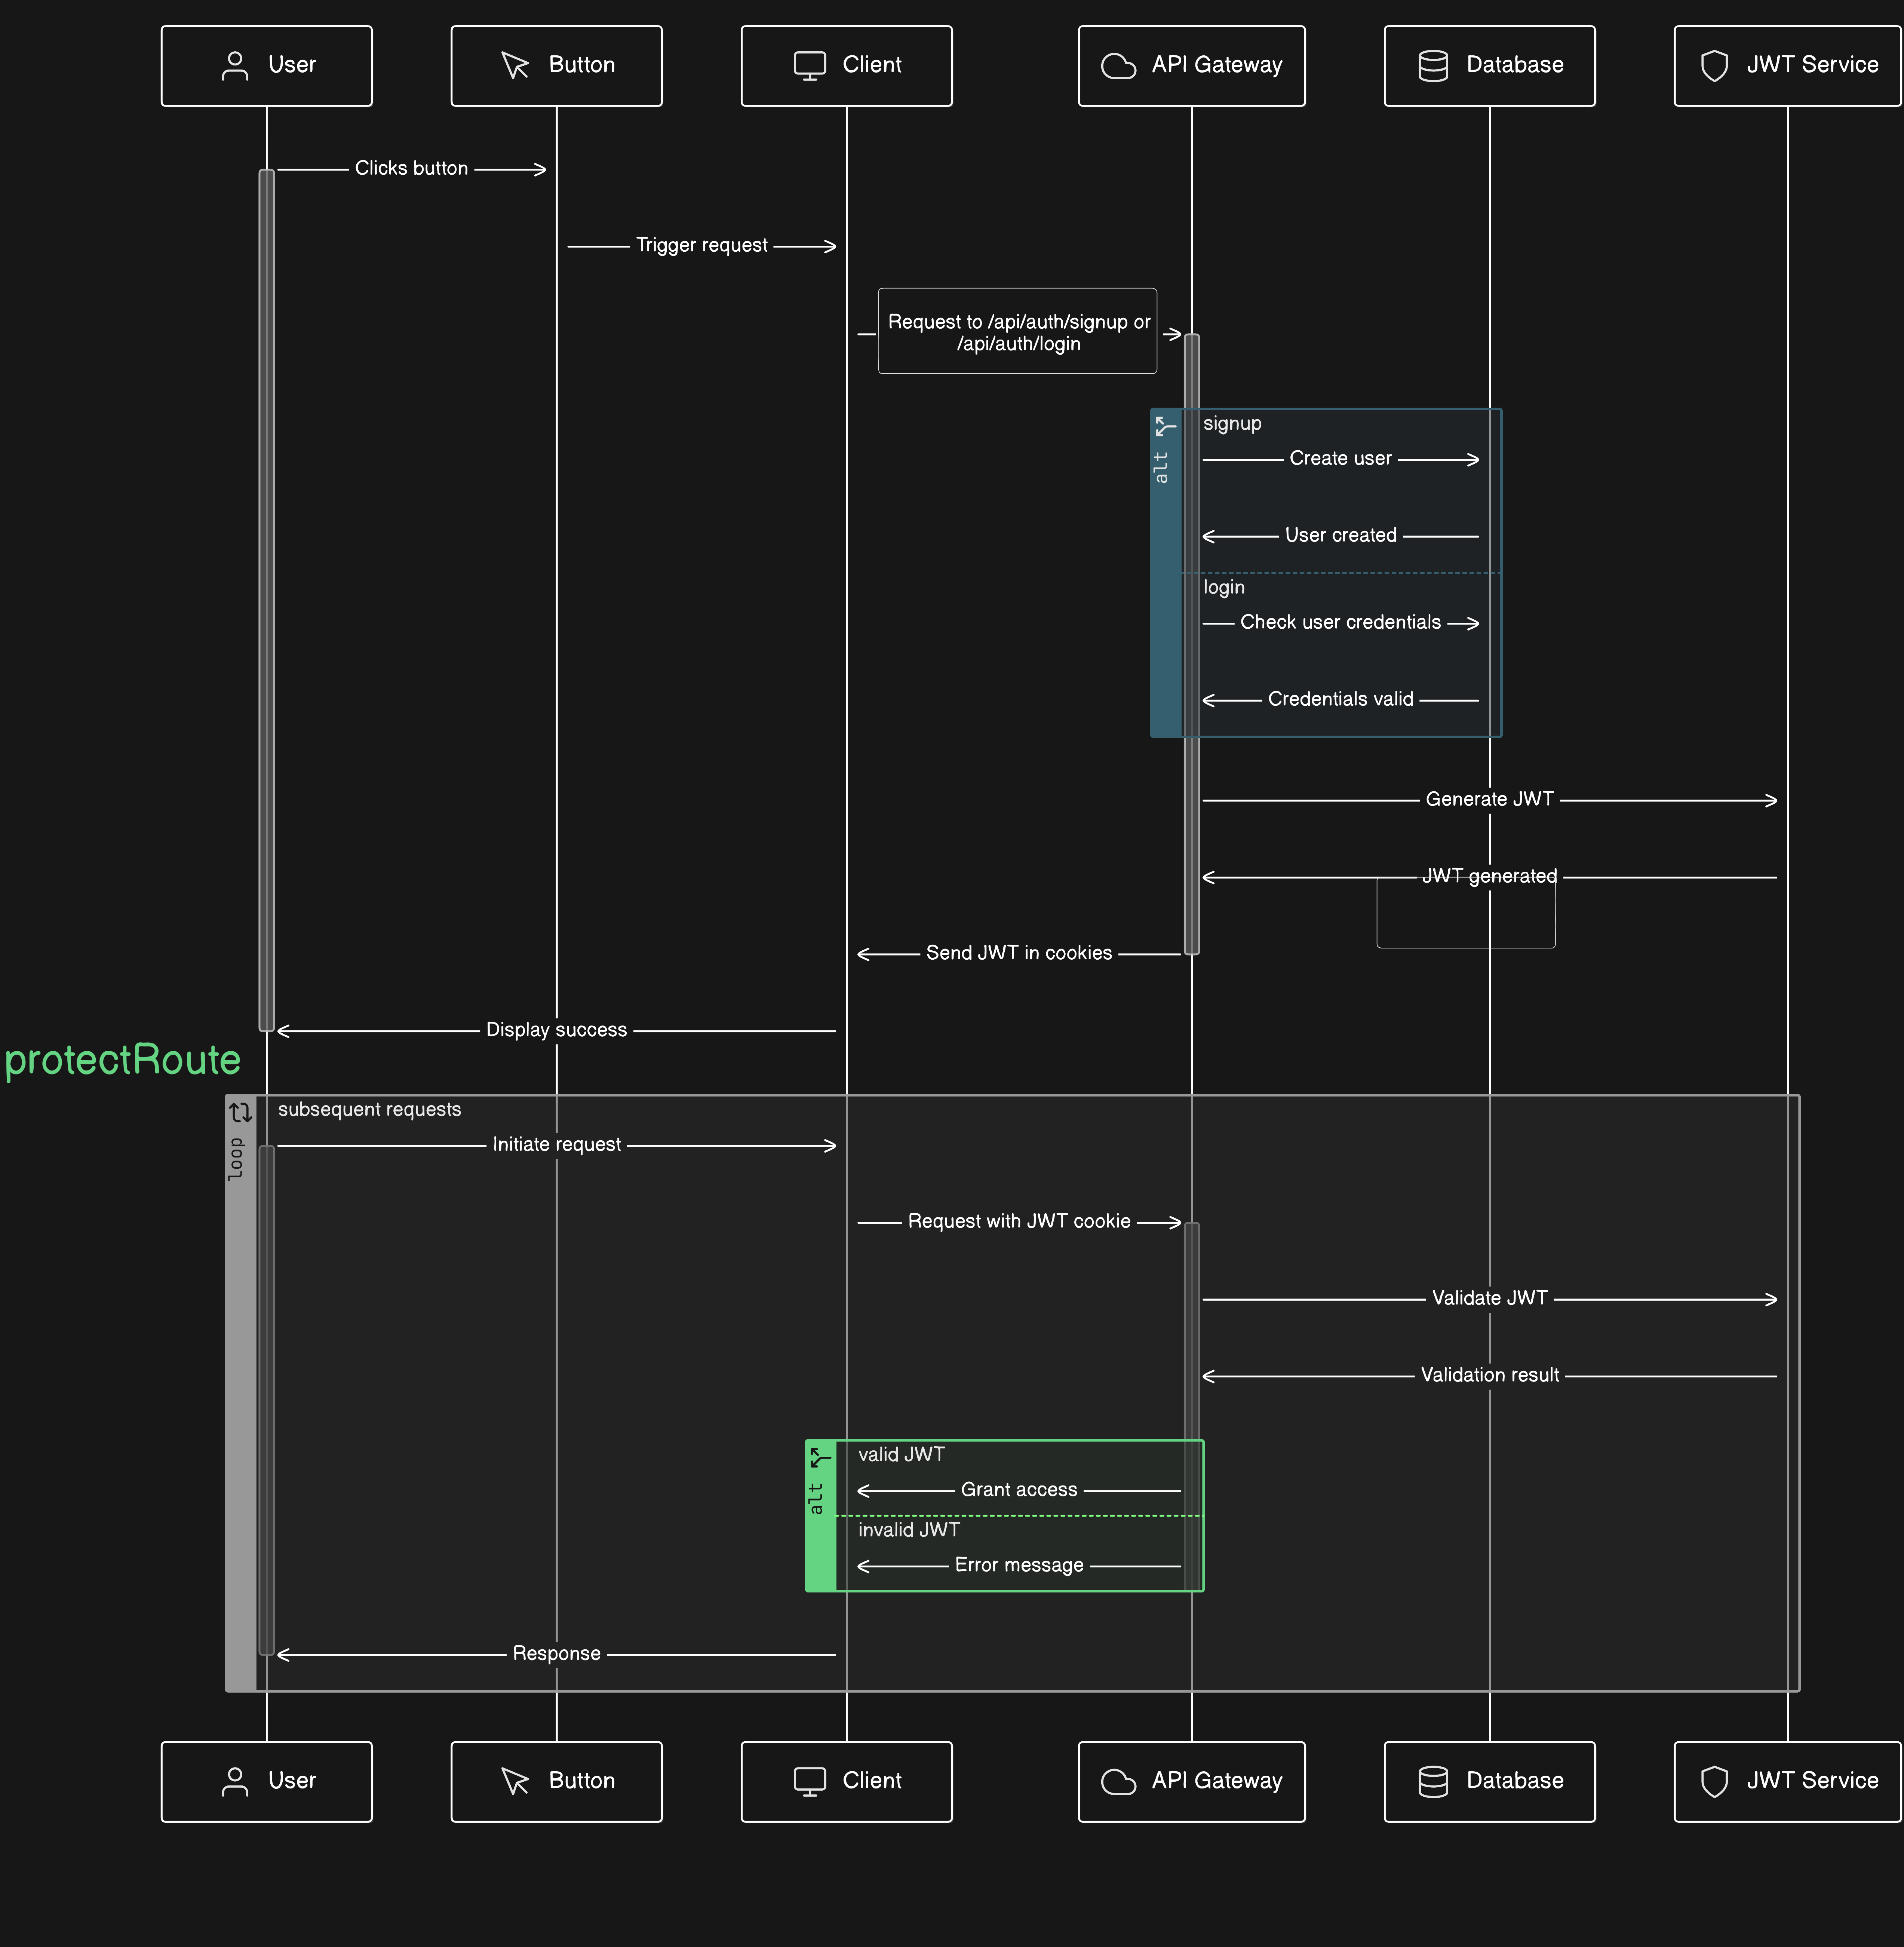 User
Button
Client
API Gateway
Database
JWT Service
Clicks button
Trigger request
Request to /api/auth/signup or
/api/auth/login
alt
signup
Create user
User created
login
Check user credentials
Credentials valid
Generate JWT
JWT generated
Send JWT in cookies
Display success
protectRoute
loop
subsequent requests
Initiate request
Request with JWT cookie
Validate JWT
Validation result
alt
valid JWT
Grant access
invalid JWT
Error message
Response
User
Button
Client
API Gateway
Database
JWT Service